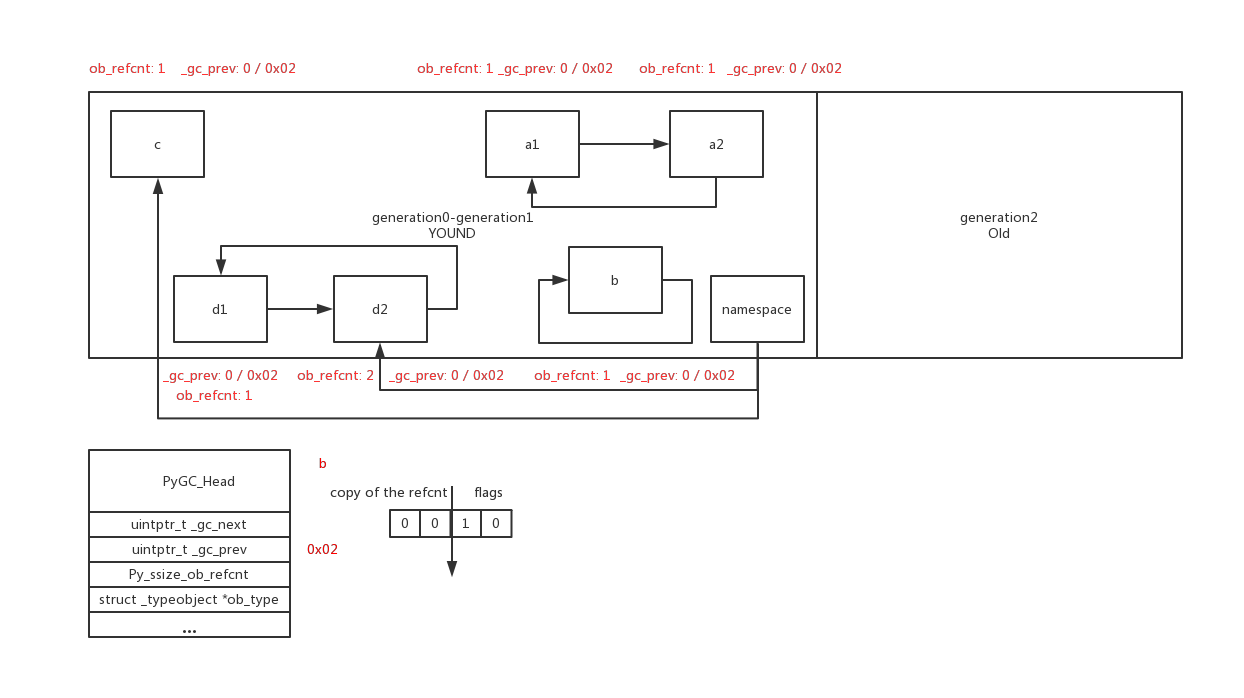 ob_refcnt: 1 _gc_prev: 0 / 0x02
ob_refcnt: 1 _gc_prev: 0 / 0x02
ob_refcnt: 1 _gc_prev: 0 / 0x02
c
a1
a2
generation0-generation1
YOUND
generation2
Old
d1
d2
b
namespace
_gc_prev: 0 / 0x02
ob_refcnt: 1
ob_refcnt: 2 _gc_prev: 0 / 0x02
ob_refcnt: 1 _gc_prev: 0 / 0x02
PyGC_Head
uintptr_t _gc_next
uintptr_t _gc_prev
Py_ssize_ob_refcnt
struct _typeobject *ob_type
...
b
copy of the refcnt
flags
0 0 1 0
0x02